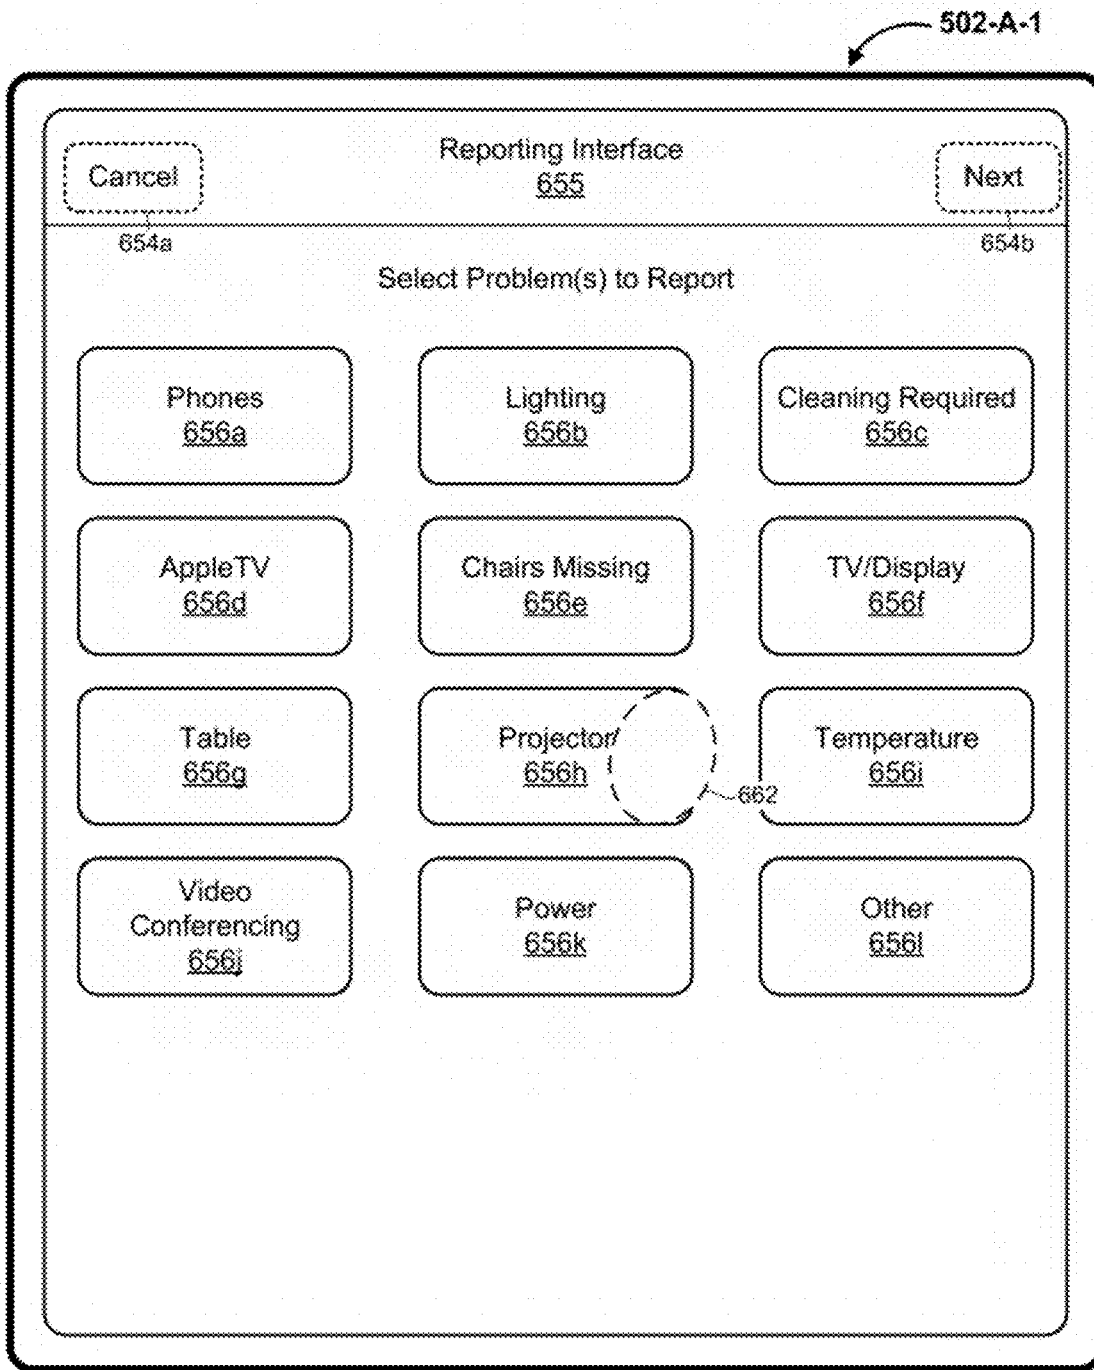 502-A-1
Reporting Interface
655
Cancel
Next
654a
654b
Select Problem(s) to Report
Phones
656a
Lighting
656b
Cleaning Required
656c
AppleTV
656d
Chairs Missing
656e
TV/Display
656f
Table
656g
Projector
656h
662
Temperature
656i
Video
Conferencing
656j
Power
656k
Other
656l